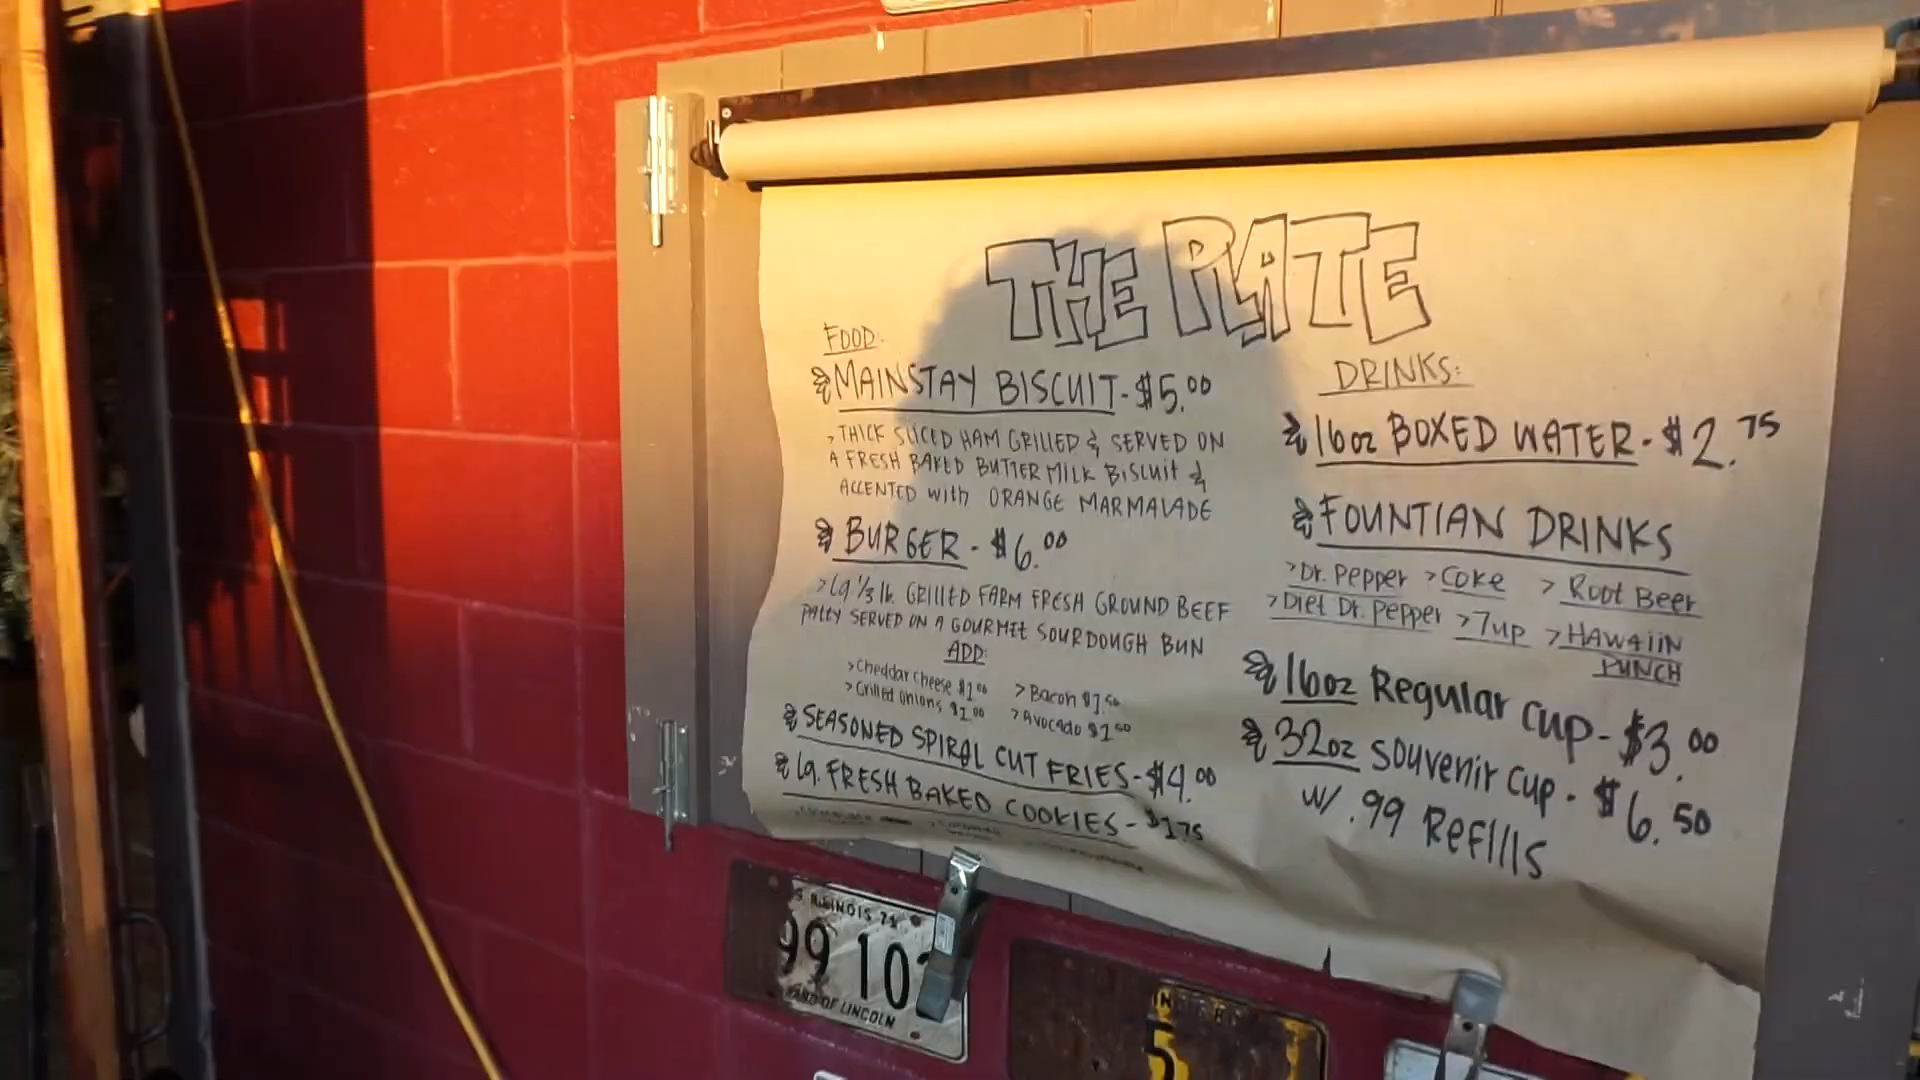 THE PLATE
FOOD:
MAINSTAY BISCUIT - $5.00
> THICK SLICED HAM GRILLED & SERVED ON
A FRESH BAKED BUTTERMILK BISCUIT &
ACCENTED with ORANGE MARMALADE
BURGER - $6.00
> Lg 1/3 lb. GRILLED FARM FRESH GROUND BEEF
PATTY SERVED ON A GOURMET SOURDOUGH BUN
ADD:
> Cheddar Cheese $1.00 > Bacon $1.50
> Grilled Onions $1.00 > Avocado $1.50
SEASONED SPIRAL CUT FRIES - $4.00
Lg. FRESH BAKED COOKIES - $1.75
DRINKS:
16oz BOXED WATER - $2.75
FOUNTIAN DRINKS
> Dr. Pepper > Coke > Root Beer
> Diet Dr. Pepper > 7up > HAWAIIN
PUNCH
16oz Regular Cup - $3.00
32oz Souvenir Cup - $6.50
W/ .99 Refills
ILLINOIS 71
99 10
LAND OF LINCOLN
5